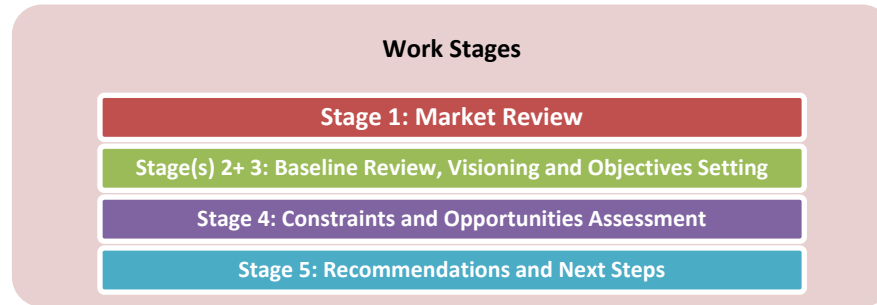 Work Stages
Stage 1: Market Review
Stage(s) 2+ 3: Baseline Review, Visioning and Objectives Setting
Stage 4: Constraints and Opportunities Assessment
Stage 5: Recommendations and Next Steps